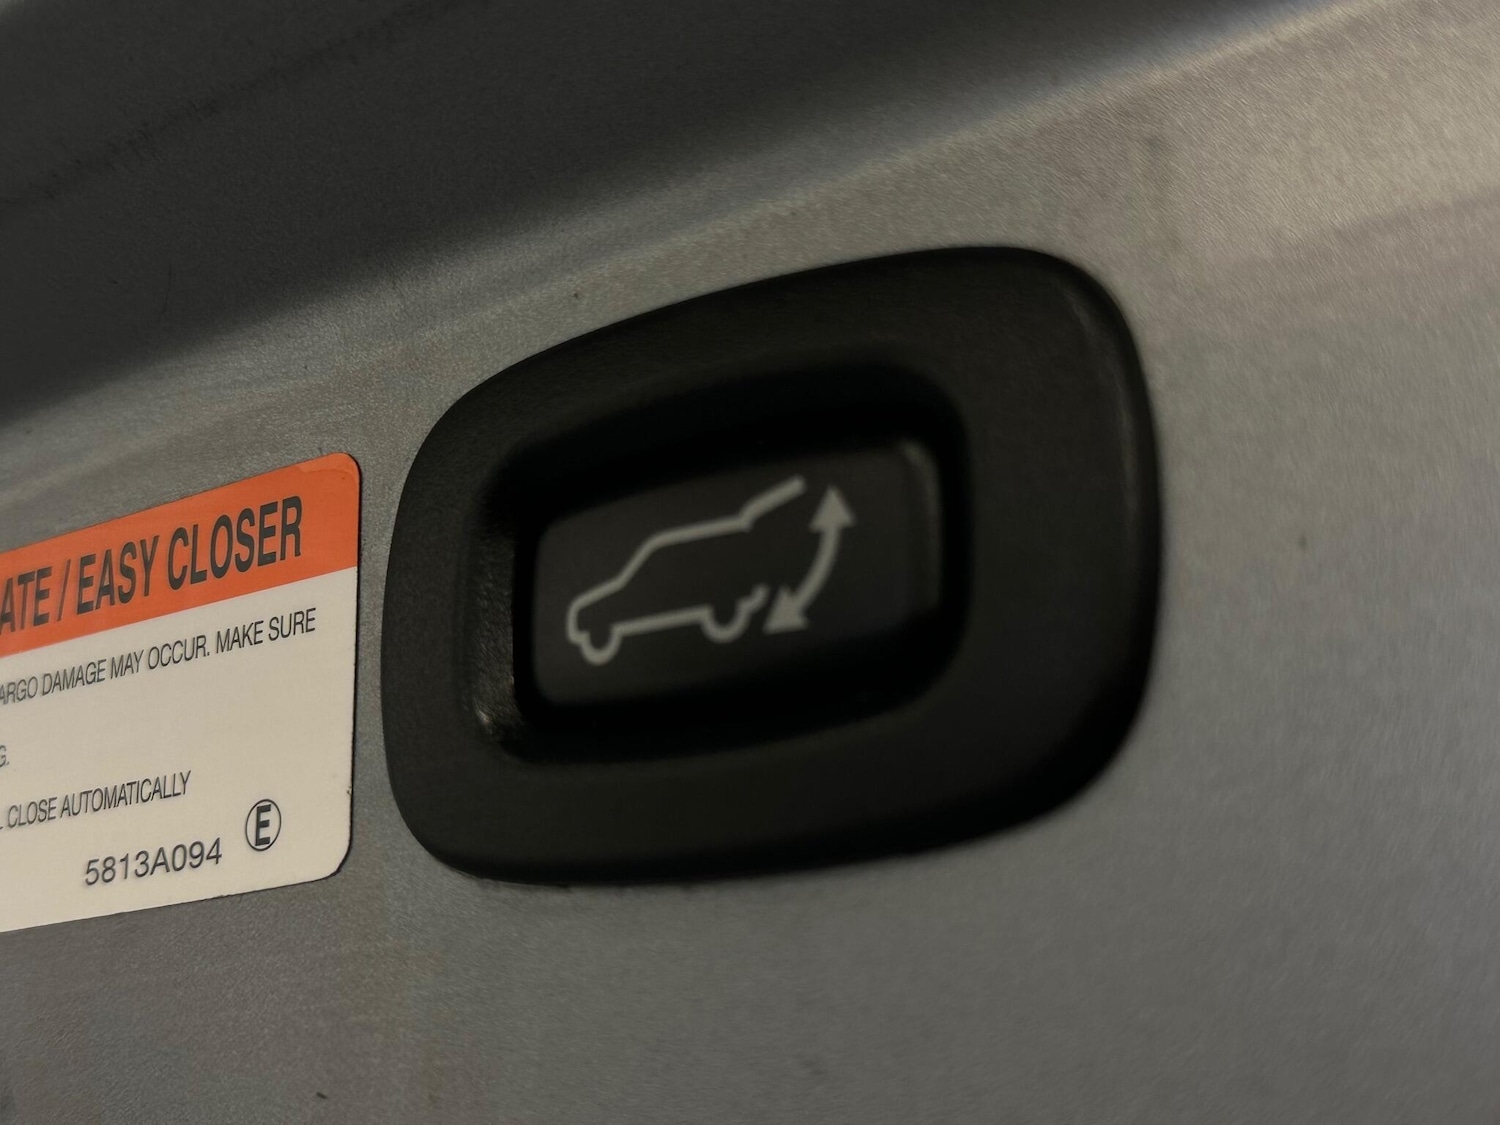 ATE / EASY CLOSER
ARGO DAMAGE MAY OCCUR. MAKE SURE
G.
CLOSE AUTOMATICALLY
5813A094 E